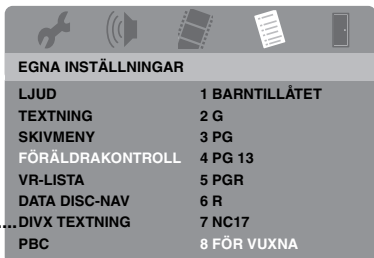 EGNA INSTÄLLNINGAR
LJUD 1 BARNTILLÅTET
TEXTNING 2 G
SKIVMENY 3 PG
FÖRÄLDRAKONTROLL 4 PG 13
VR-LISTA 5 PGR
DATA DISC-NAV 6 R
....DIVX TEXTNING 7 NC17
PBC 8 FÖR VUXNA